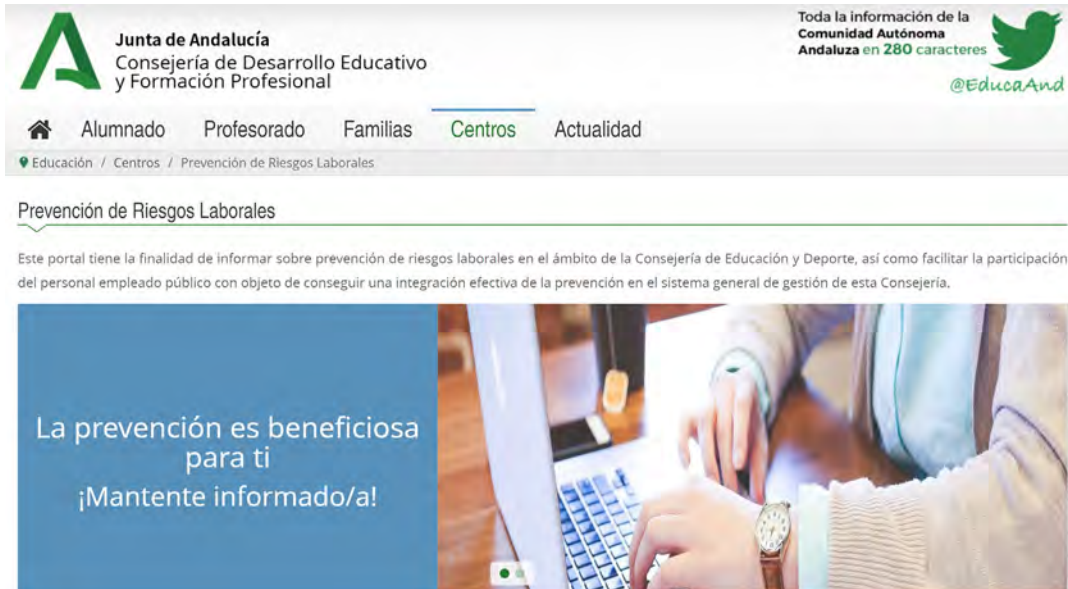 Junta de Andalucía
Consejería de Desarrollo Educativo
y Formación Profesional
Toda la información de la
Comunidad Autónoma
Andaluza en 280 caracteres
@EducaAnd
Alumnado Profesorado Familias Centros Actualidad
Educación / Centros / Prevención de Riesgos Laborales
Prevención de Riesgos Laborales
Este portal tiene la finalidad de informar sobre prevención de riesgos laborales en el ámbito de la Consejería de Educación y Deporte, así como facilitar la participación
del personal empleado público con objeto de conseguir una integración efectiva de la prevención en el sistema general de gestión de esta Consejería.
La prevención es beneficiosa
para ti
¡Mantente informado/a!